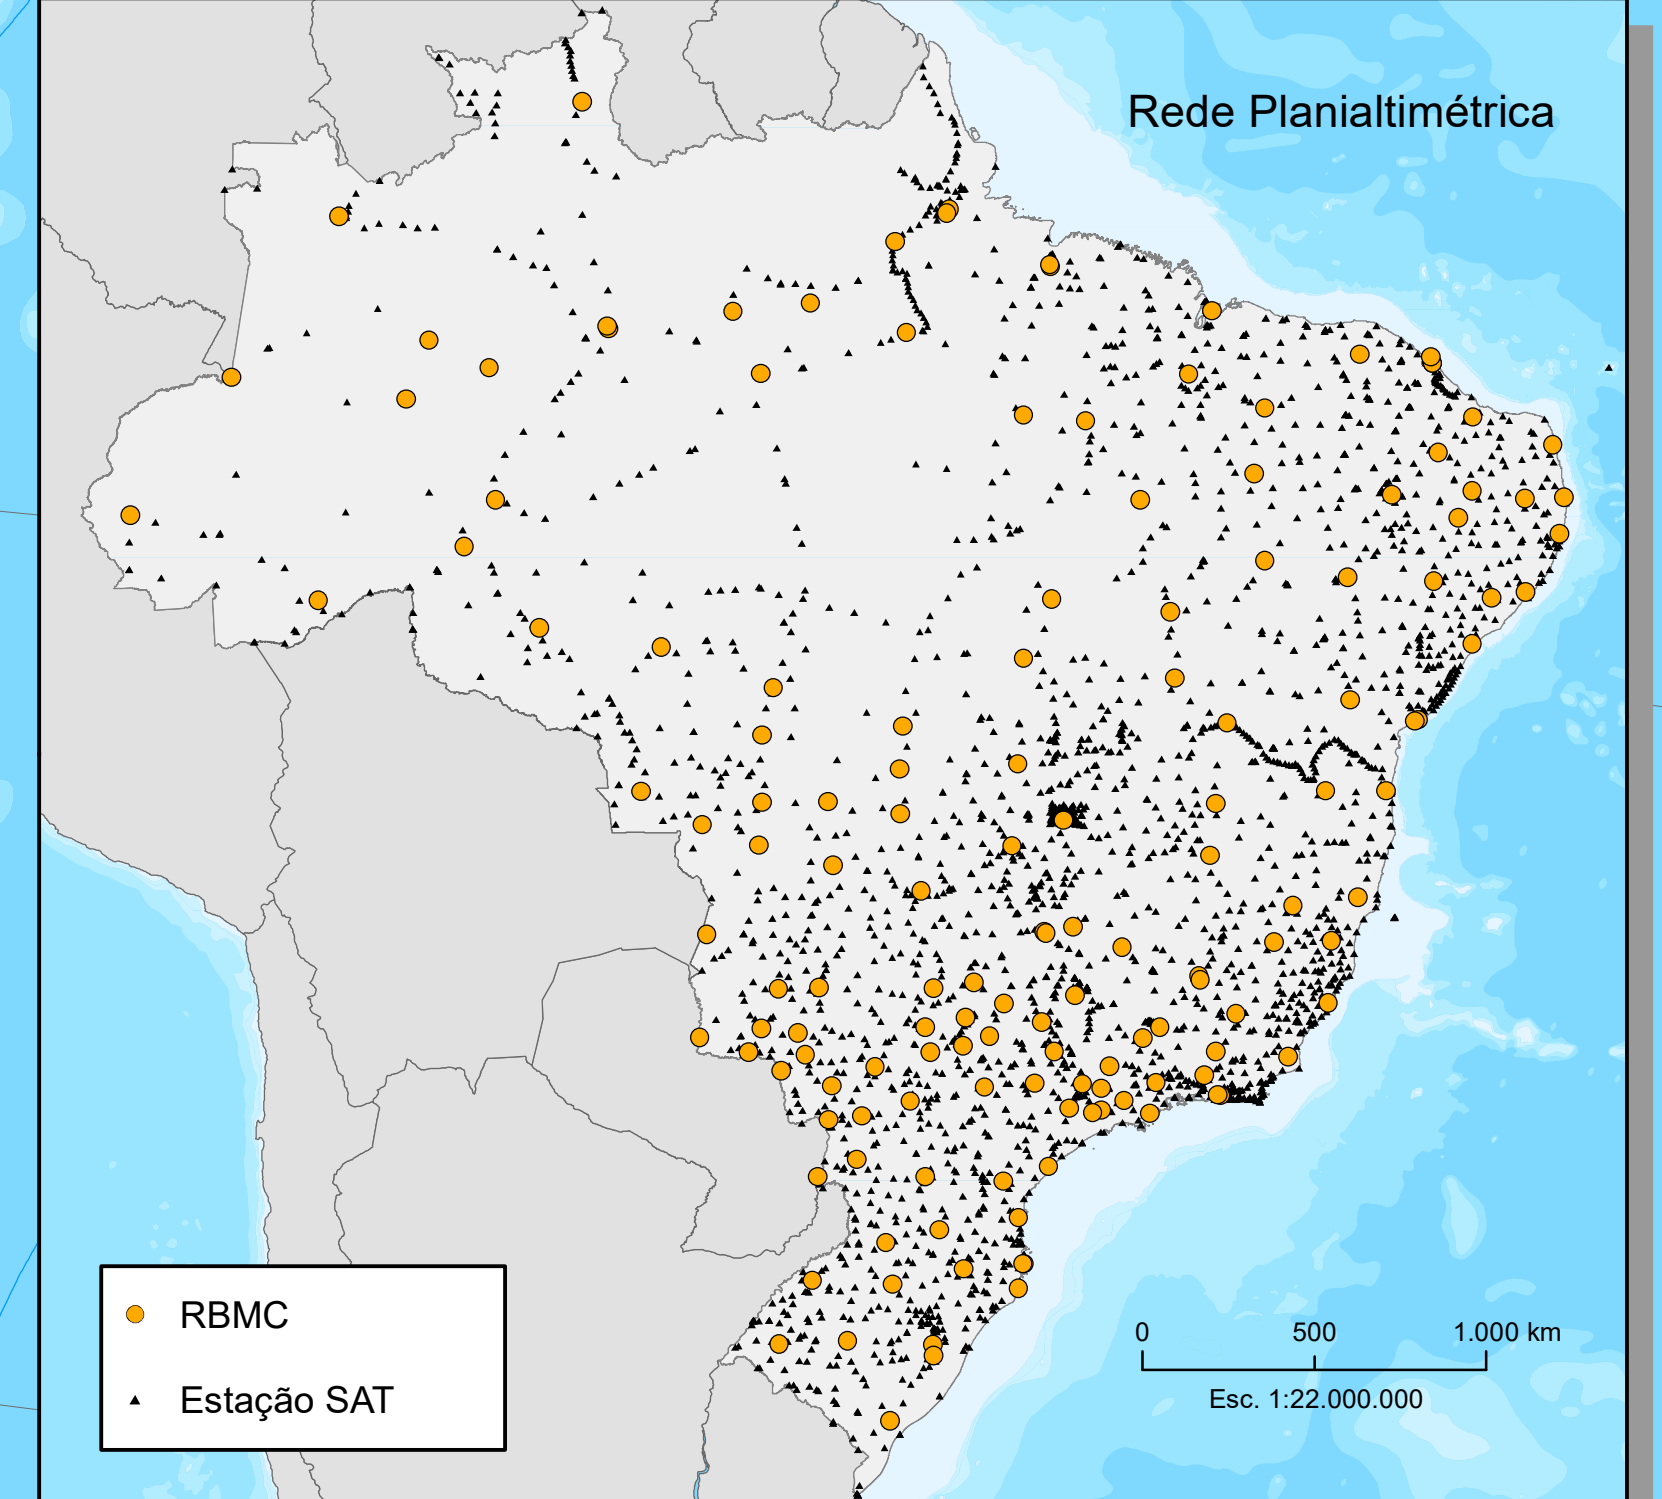 Rede Planialtimétrica
RBMC
Estação SAT
0 500 1.000 km
Esc. 1:22.000.000